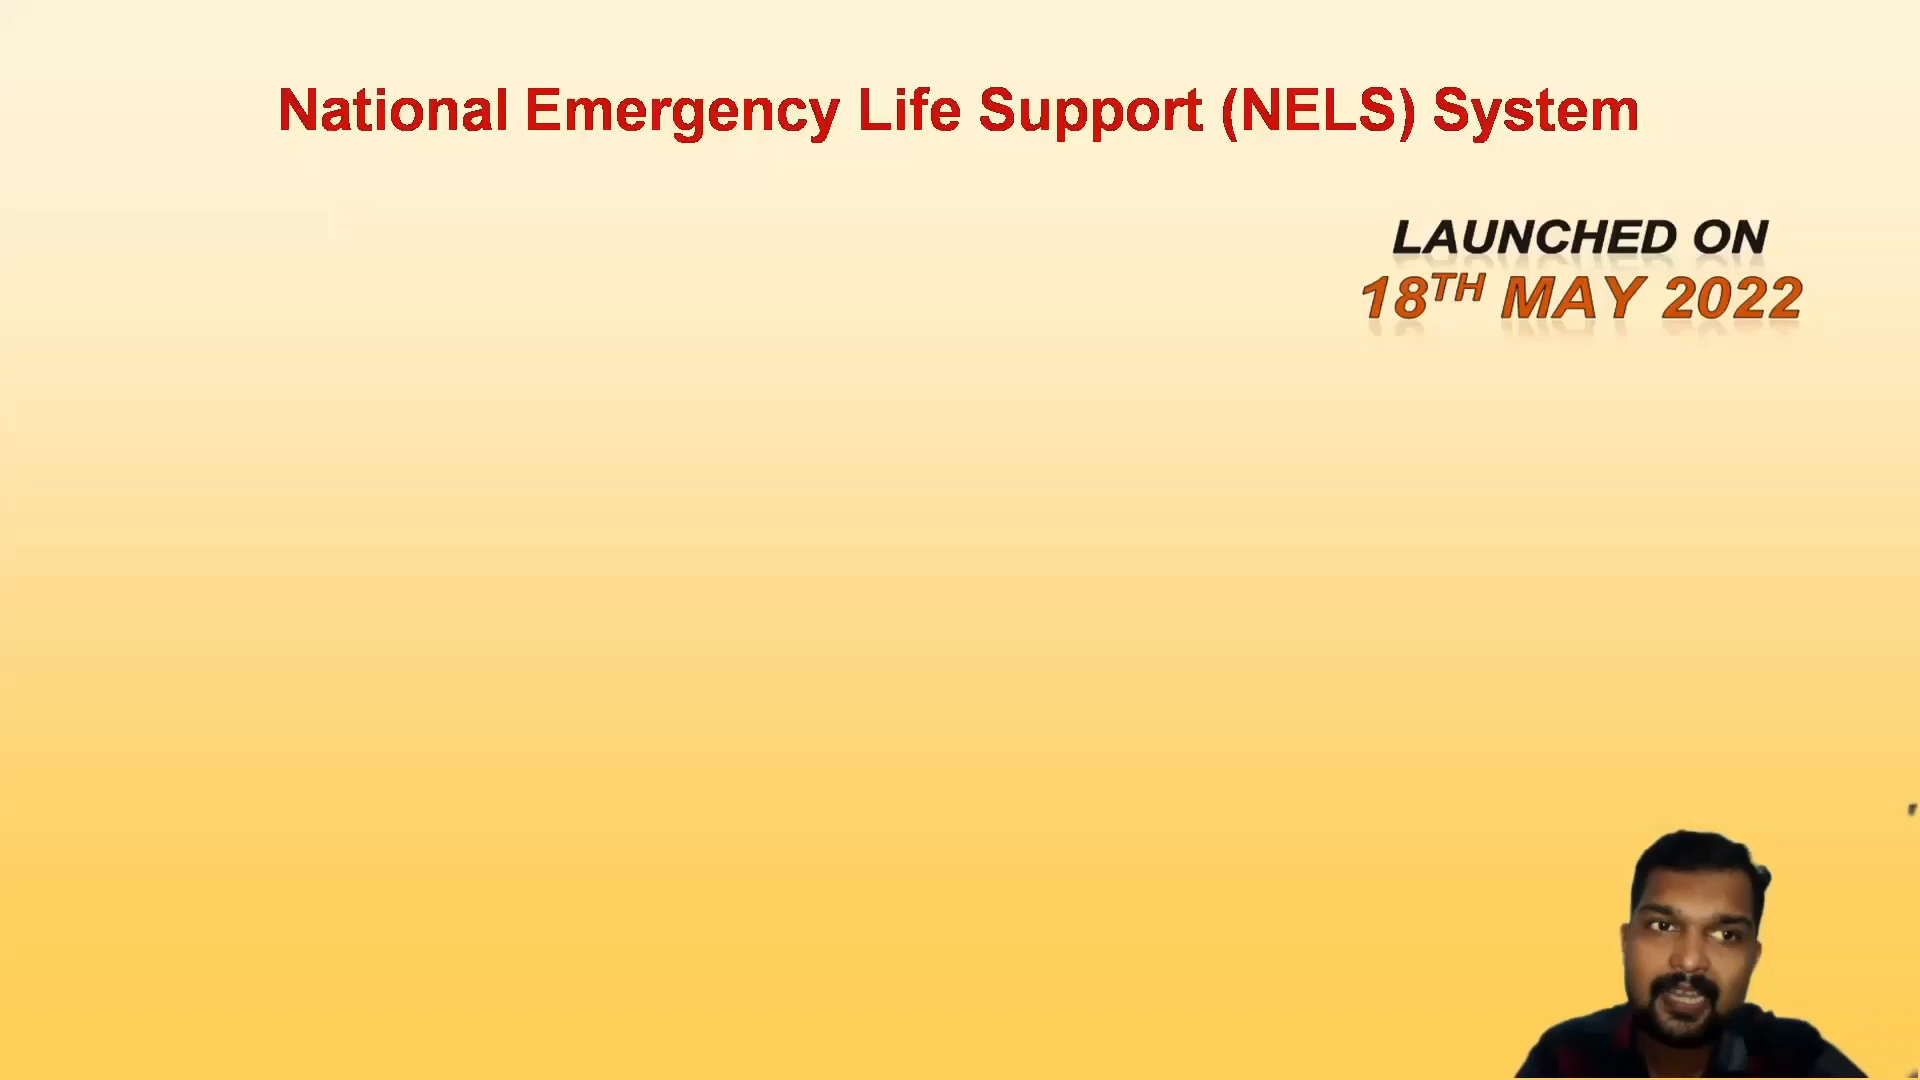 National Emergency Life Support (NELS) System
LAUNCHED ON
18TH MAY 2022